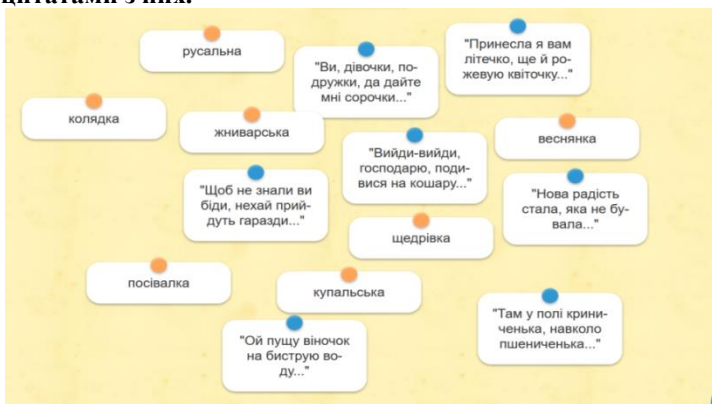 цитатами з них.
русальна
"Ви, дівочки, по-
дружки, да дайте
мні сорочки..."
"Принесла я вам
літечко, ще й ро-
жевую квіточку..."
колядка
жниварська
"Вийди-вийди,
господарю, поди-
вися на кошару..."
веснянка
"Щоб не знали ви
біди, нехай прий-
дуть гаразди..."
"Нова радість
стала, яка не бу-
вала..."
щедрівка
посівалка
купальська
"Там у полі крини-
ченька, навколо
пшениченька..."
"Ой пущу віночок
на биструю во-
ду..."